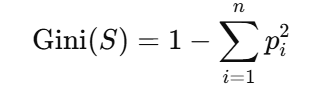 Gini(S) = 1 − ∑_{i=1}^{n} p_i^2